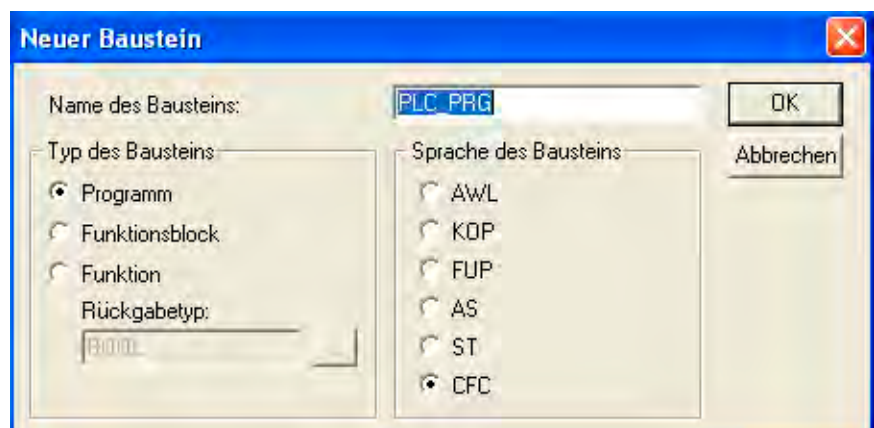 Neuer Baustein
Name des Bausteins:
PLC_PRG
OK
Abbrechen
Typ des Bausteins
Programm
Funktionsblock
Funktion
Rückgabetyp:
BOOL
...
Sprache des Bausteins
AWL
KOP
FUP
AS
ST
CFC